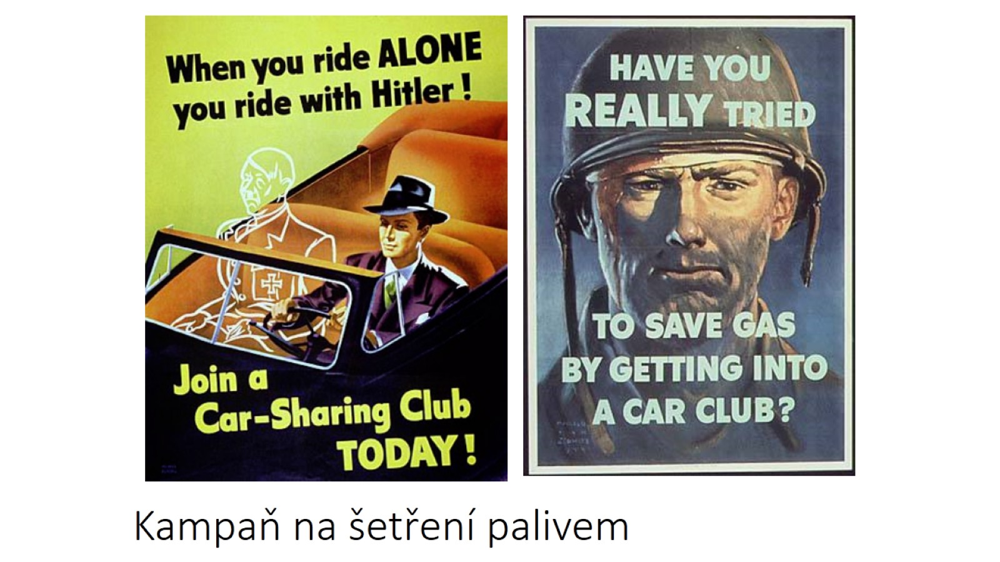 When you ride ALONE
you ride with Hitler !
Join a
Car-Sharing Club
TODAY !
HAVE YOU
REALLY TRIED
TO SAVE GAS
BY GETTING INTO
A CAR CLUB?
Kampaň na šetření palivem